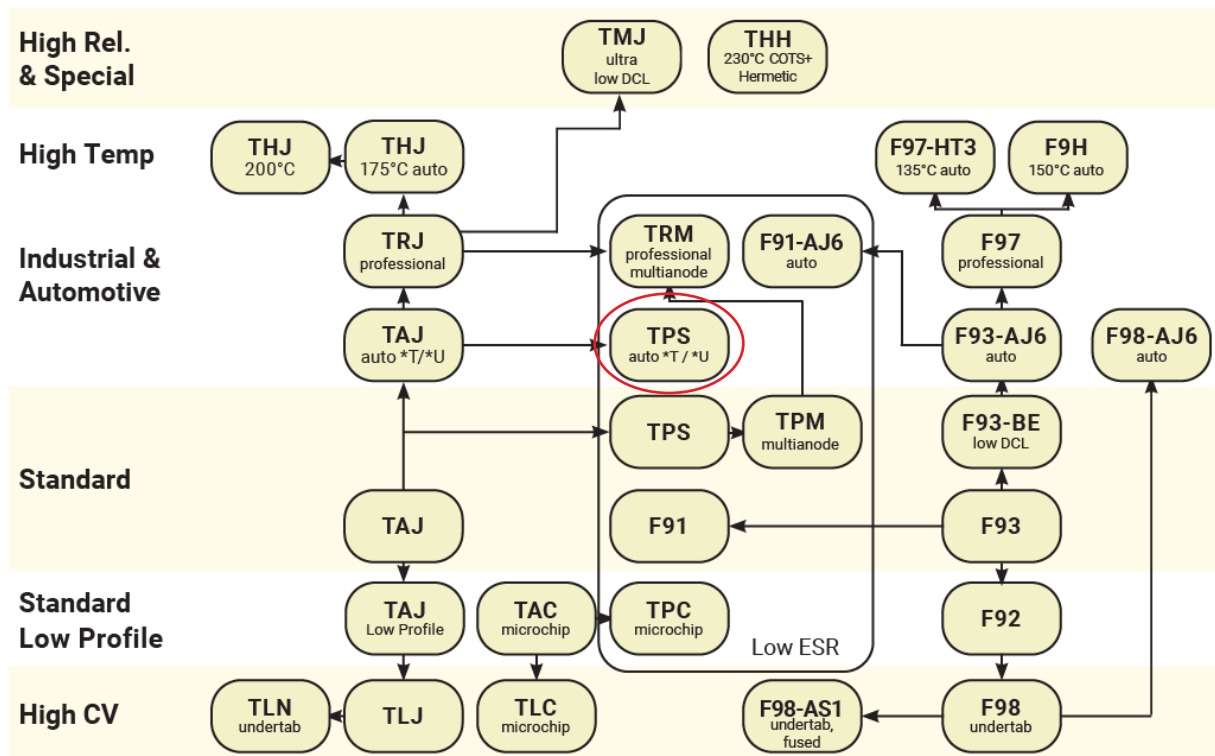 High Rel.
& Special
TMJ
ultra
low DCL
THH
230°C COTS+
Hermetic
High Temp
THJ
200°C
THJ
175°C auto
F97-HT3
135°C auto
F9H
150°C auto
Industrial &
Automotive
TRJ
professional
TRM
professional
multianode
F91-AJ6
auto
F97
professional
TAJ
auto *T/*U
TPS
auto *T / *U
F93-AJ6
auto
F98-AJ6
auto
Standard
TPS
TPM
multianode
F93-BE
low DCL
TAJ
F91
F93
Standard
Low Profile
TAJ
Low Profile
TAC
microchip
TPC
microchip
F92
Low ESR
High CV
TLN
undertab
TLJ
TLC
microchip
F98-AS1
undertab,
fused
F98
undertab